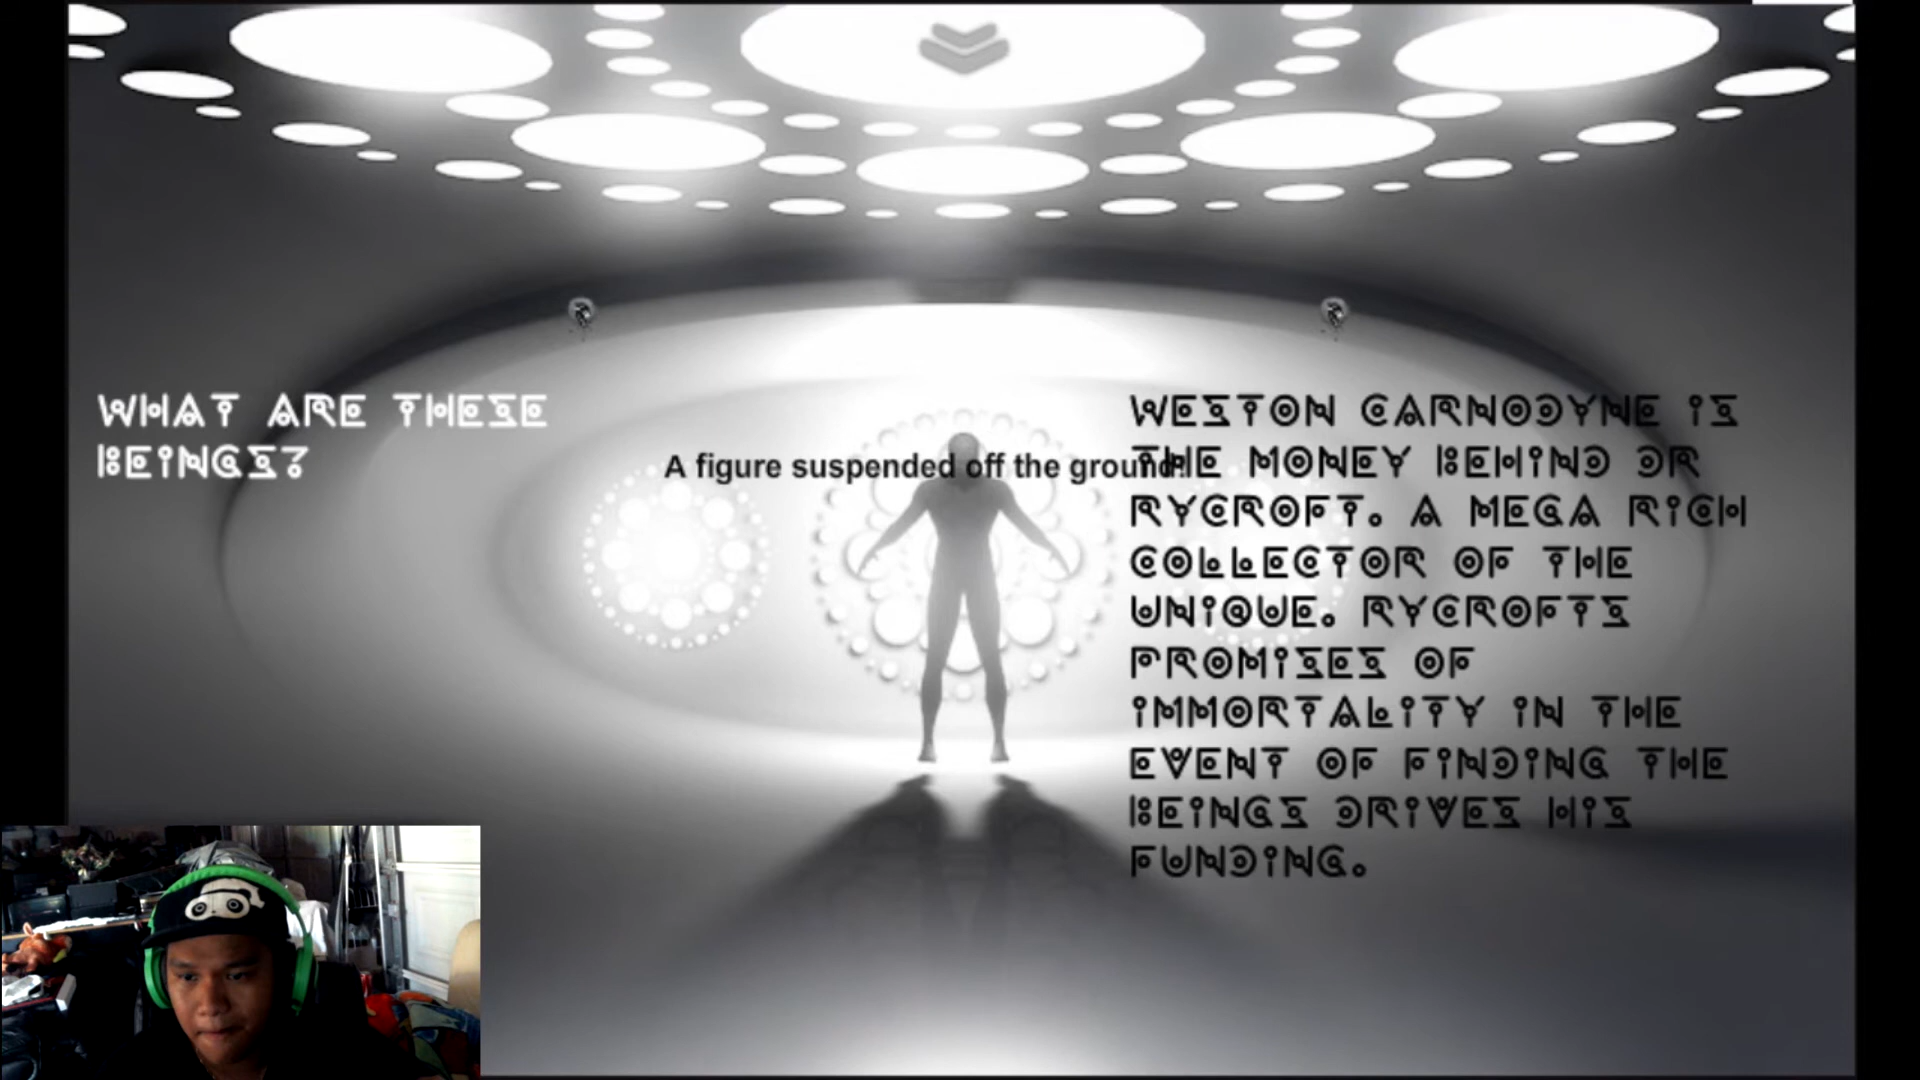 WHAT ARE THESE
BEINGS?
A figure suspended off the ground.
WESTON CARNODYNE IS
THE MONEY BEHIND DR
RYCROFT. A MEGA RICH
COLLECTOR OF THE
UNIQUE. RYCROFTS
PROMISES OF
IMMORTALITY IN THE
EVENT OF FINDING THE
BEINGS DRIVES HIS
FUNDING.